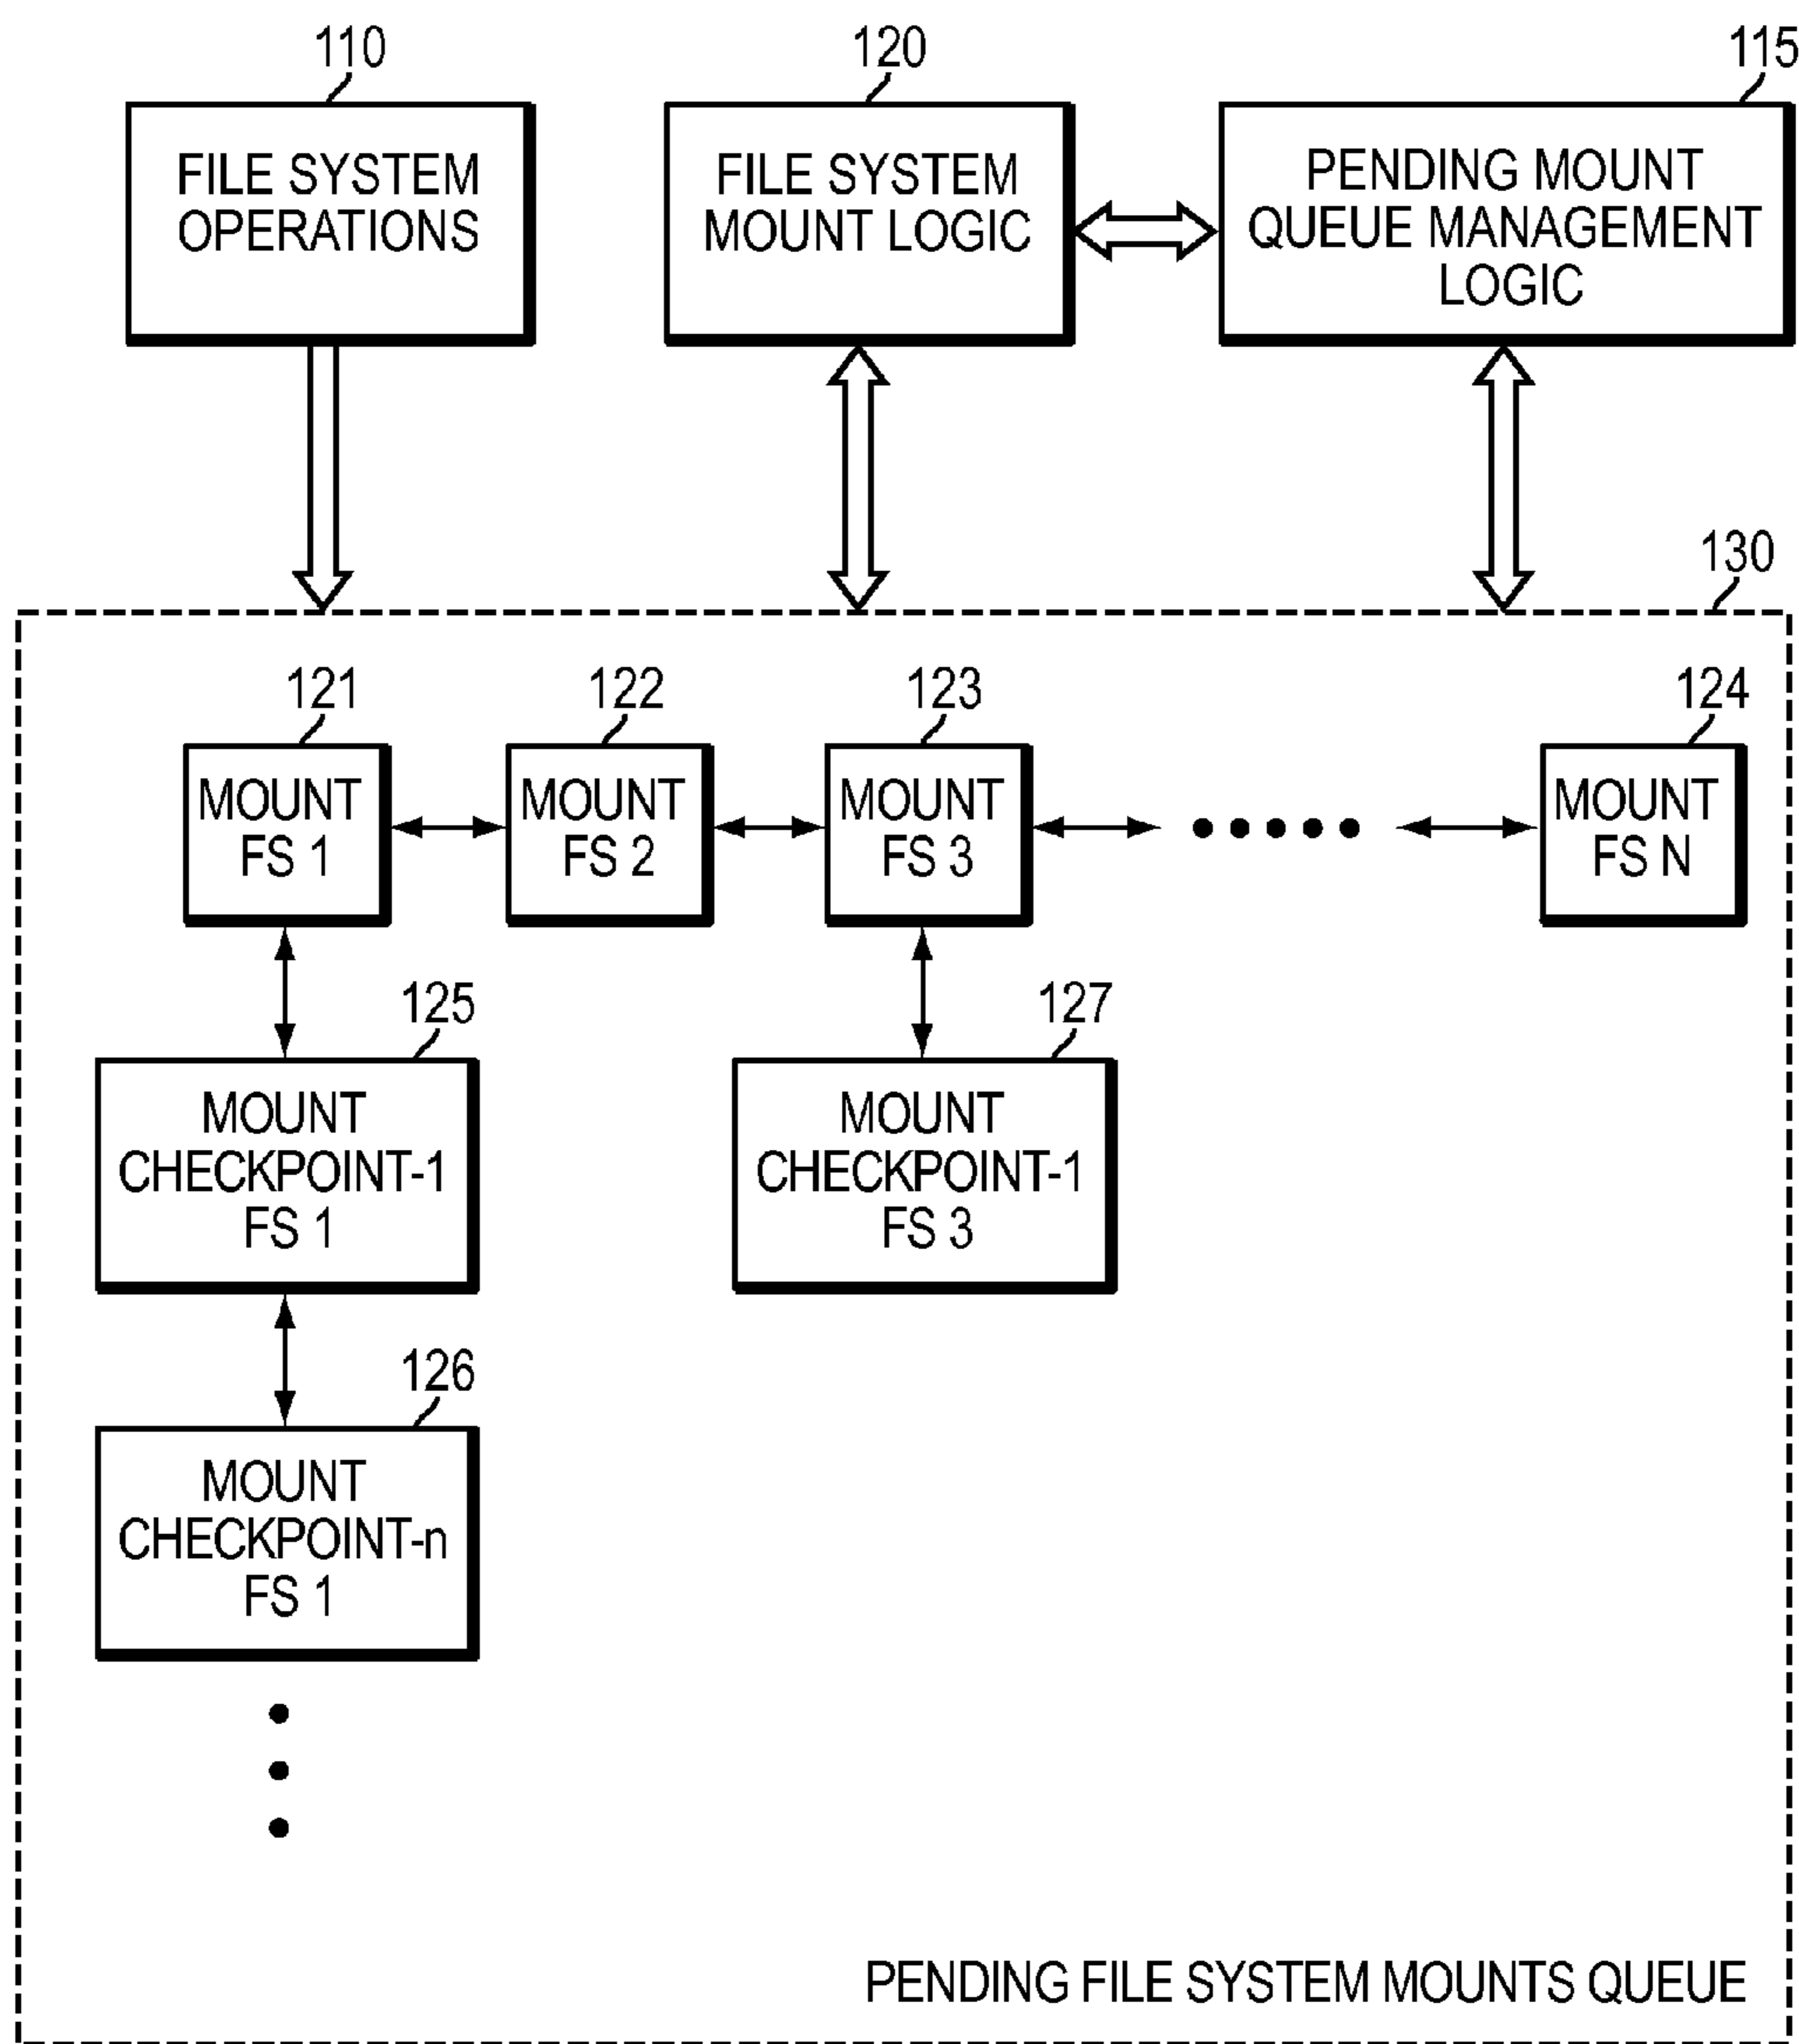 110
120
115
FILE SYSTEM
OPERATIONS
FILE SYSTEM
MOUNT LOGIC
PENDING MOUNT
QUEUE MANAGEMENT
LOGIC
130
121
122
123
124
MOUNT
FS 1
MOUNT
FS 2
MOUNT
FS 3
MOUNT
FS N
125
127
MOUNT
CHECKPOINT-1
FS 1
MOUNT
CHECKPOINT-1
FS 3
126
MOUNT
CHECKPOINT-n
FS 1
PENDING FILE SYSTEM MOUNTS QUEUE